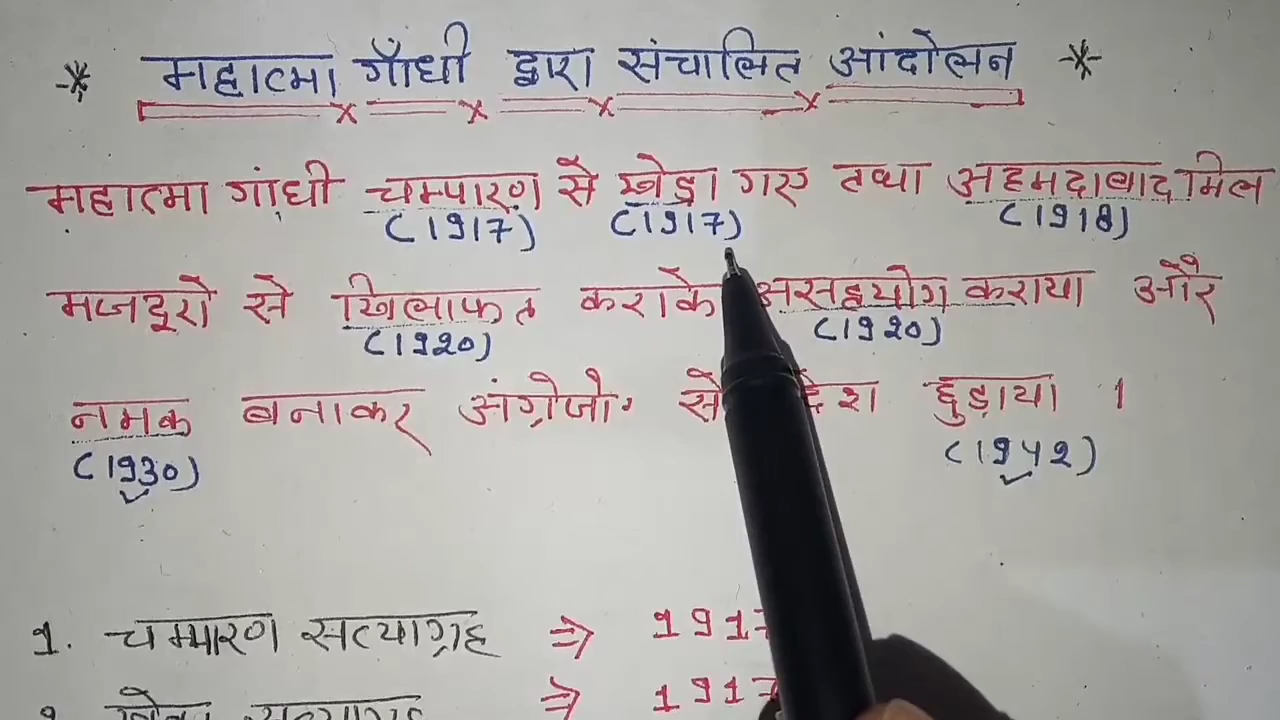 महात्मा गाँधी द्वारा संचालित आंदोलन
महात्मा गांधी चम्पारण से खेड़ा गए तथा अहमदाबाद मिल
(1917) (1917) (1918)
मजदूरो से खिलाफत कराके असहयोग कराया और
(1920) (1920)
नमक बनाकर अंग्रेजो से देश छुड़ाया ।
(1930) (1942)
1. चम्पारण सत्याग्रह ⇒ 1917
⇒ 1917